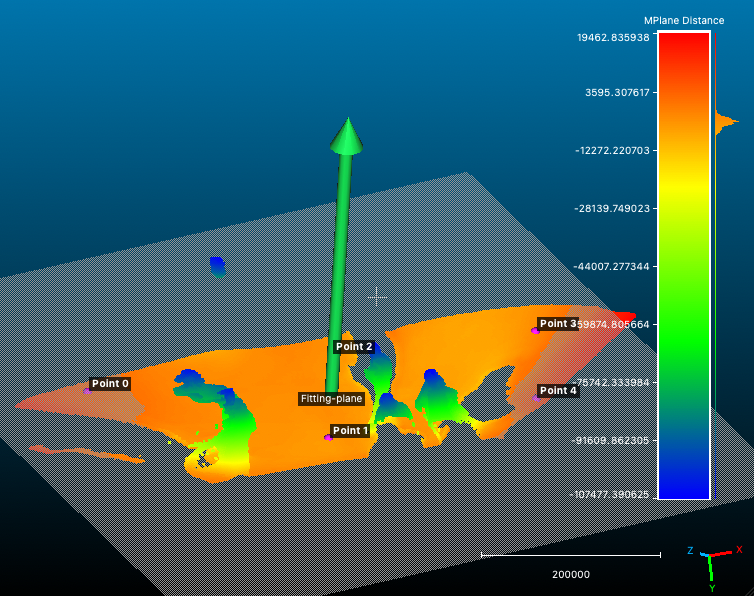 MPlane Distance
19462.835938
3595.307617
-12272.220703
-28139.749023
-44007.277344
Point 3
59874.805664
Point 2
-75742.333984
Point 0
Point 4
Fitting-plane
Point 1
-91609.862305
-107477.390625
Z
X
Y
200000